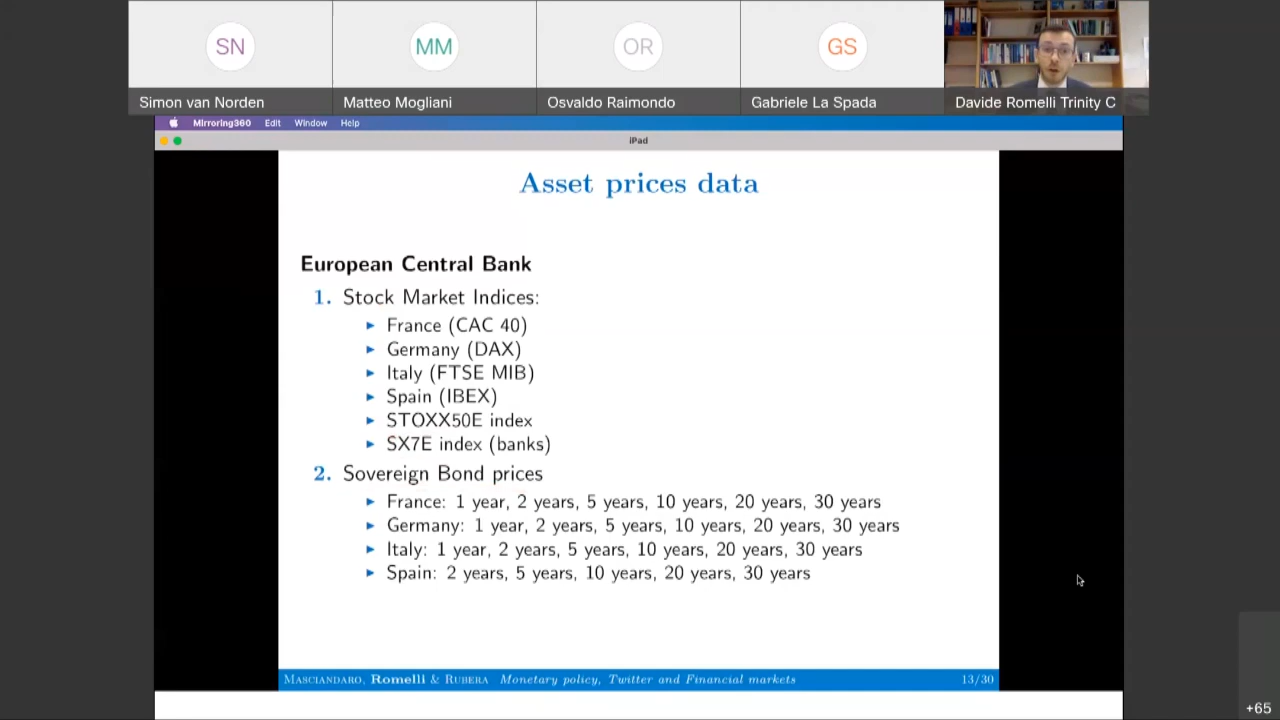 SN
MM
OR
GS
Simon van Norden
Matteo Mogliani
Osvaldo Raimondo
Gabriele La Spada
Davide Romelli Trinity C
Mirroring360 Edit Window Help
iPad
Asset prices data
European Central Bank
1. Stock Market Indices:
► France (CAC 40)
► Germany (DAX)
► Italy (FTSE MIB)
► Spain (IBEX)
► STOXX50E index
► SX7E index (banks)
2. Sovereign Bond prices
► France: 1 year, 2 years, 5 years, 10 years, 20 years, 30 years
► Germany: 1 year, 2 years, 5 years, 10 years, 20 years, 30 years
► Italy: 1 year, 2 years, 5 years, 10 years, 20 years, 30 years
► Spain: 2 years, 5 years, 10 years, 20 years, 30 years
Masciandaro, Romelli & Rubera Monetary policy, Twitter and Financial markets 13/30
+65